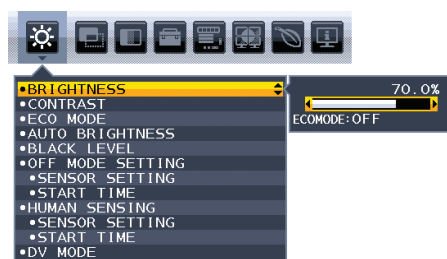 •BRIGHTNESS
•CONTRAST
•ECO MODE
•AUTO BRIGHTNESS
•BLACK LEVEL
•OFF MODE SETTING
•SENSOR SETTING
•START TIME
•HUMAN SENSING
•SENSOR SETTING
•START TIME
•DV MODE
70.0%
ECOMODE:OFF